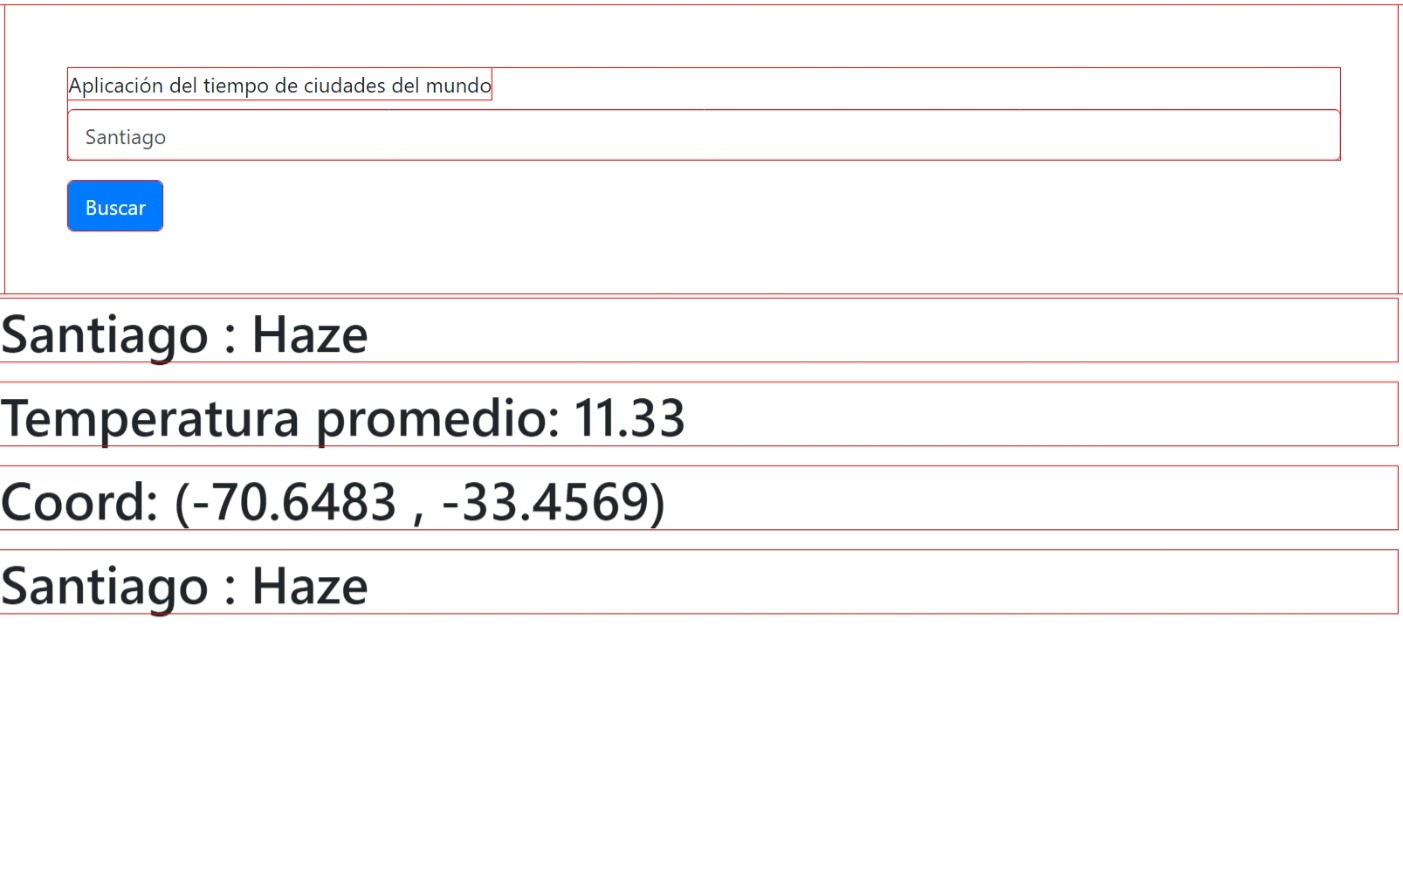 Aplicación del tiempo de ciudades del mundo
Santiago
Buscar
Santiago : Haze
Temperatura promedio: 11.33
Coord: (-70.6483 , -33.4569)
Santiago : Haze